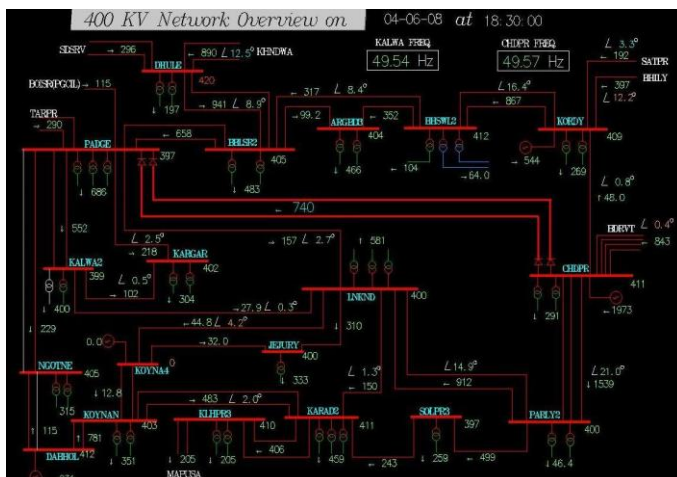 400 KV Network Overview on 04-06-08 at 18:30:00
KALWA FREQ CHDPR FREQ
49.54 Hz 49.57 Hz
SDSRV → 296 ← 890 ∠ 12.5° KHNDWA
∠ 3.3°
← 192 SATPR
BHILY
← 397
∠ 12.2°
DHULE
420
↓ 197
BOISR(PGCIL) → 115
← 941 ∠ 8.9°
← 317 ∠ 8.4°
∠ 16.4°
← 867
TARPR
→ 290
← 99.2
← 352
ARGHD3
404
↓ 466
BHSWL2
412
← 104
→ 64.0
KORDY
409
↓ 544
↓ 269
← 658
PADGE
397
↓ 686
BBLSR2
405
↓ 483
∠ 0.8°
↑ 48.0
← 740
↓ 552
∠ 2.5°
→ 218
→ 157 ∠ 2.7°
↑ 581
HDRVT ∠ 0.4°
← 843
KALWA2
399
↓ 400
∠ 0.5°
← 102
KARGAR
402
↓ 304
CHDPR
411
↓ 291
← 1973
LNKND
400
← 27.9 ∠ 0.3°
↓ 229
← 44.8 ∠ 4.2°
↓ 310
0.0
→ 32.0
JEJURY
400
↓ 333
KOYNA4
0
NGOTNE
405
↓ 315
↓ 12.8
∠ 1.3°
← 150
∠ 14.9°
← 912
∠ 21.0°
↓ 1539
KOYNAN
403
↓ 351
← 483 ∠ 2.0°
KLHPR3
410
↓ 205
↓ 205
MAPUSA
KARAD2
411
↓ 459
← 406
SOLPR3
397
↓ 259
← 243
← 499
PARLY2
400
↓ 46.4
↑ 115
↑ 781
DABHOL
412